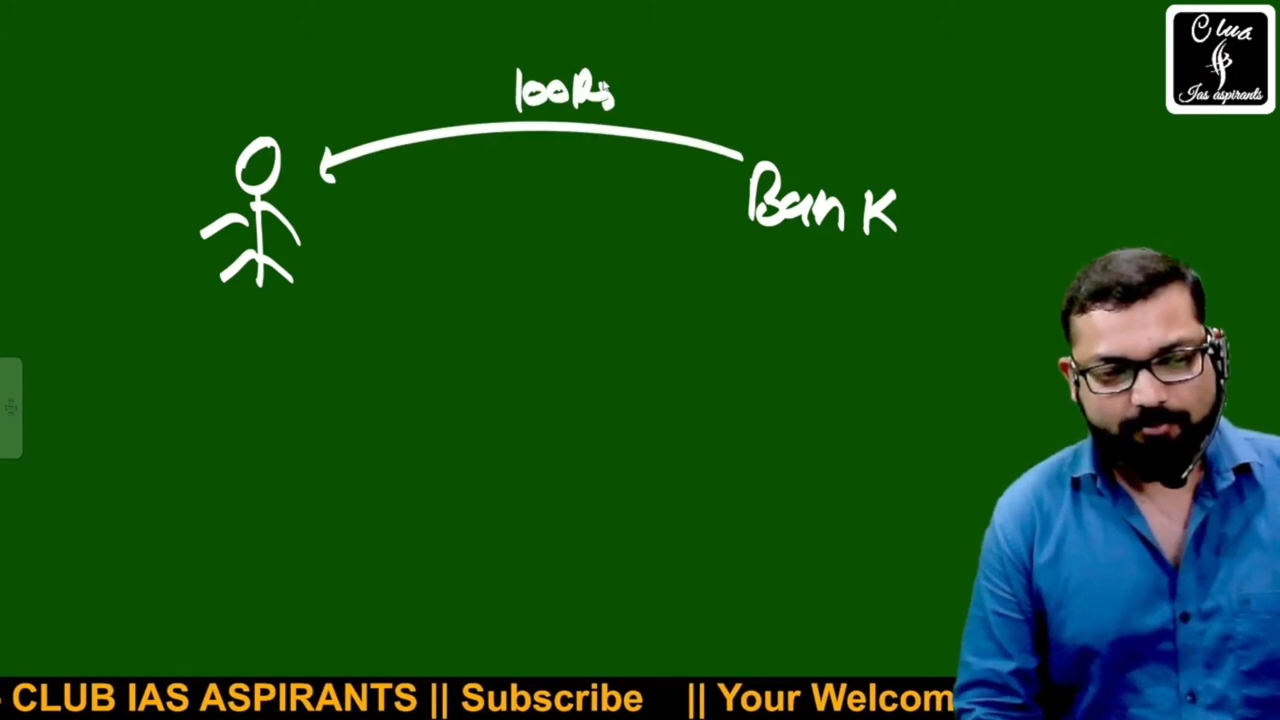 Club
Ias aspirants
100Rs
Bank
CLUB IAS ASPIRANTS || Subscribe || Your Welcom